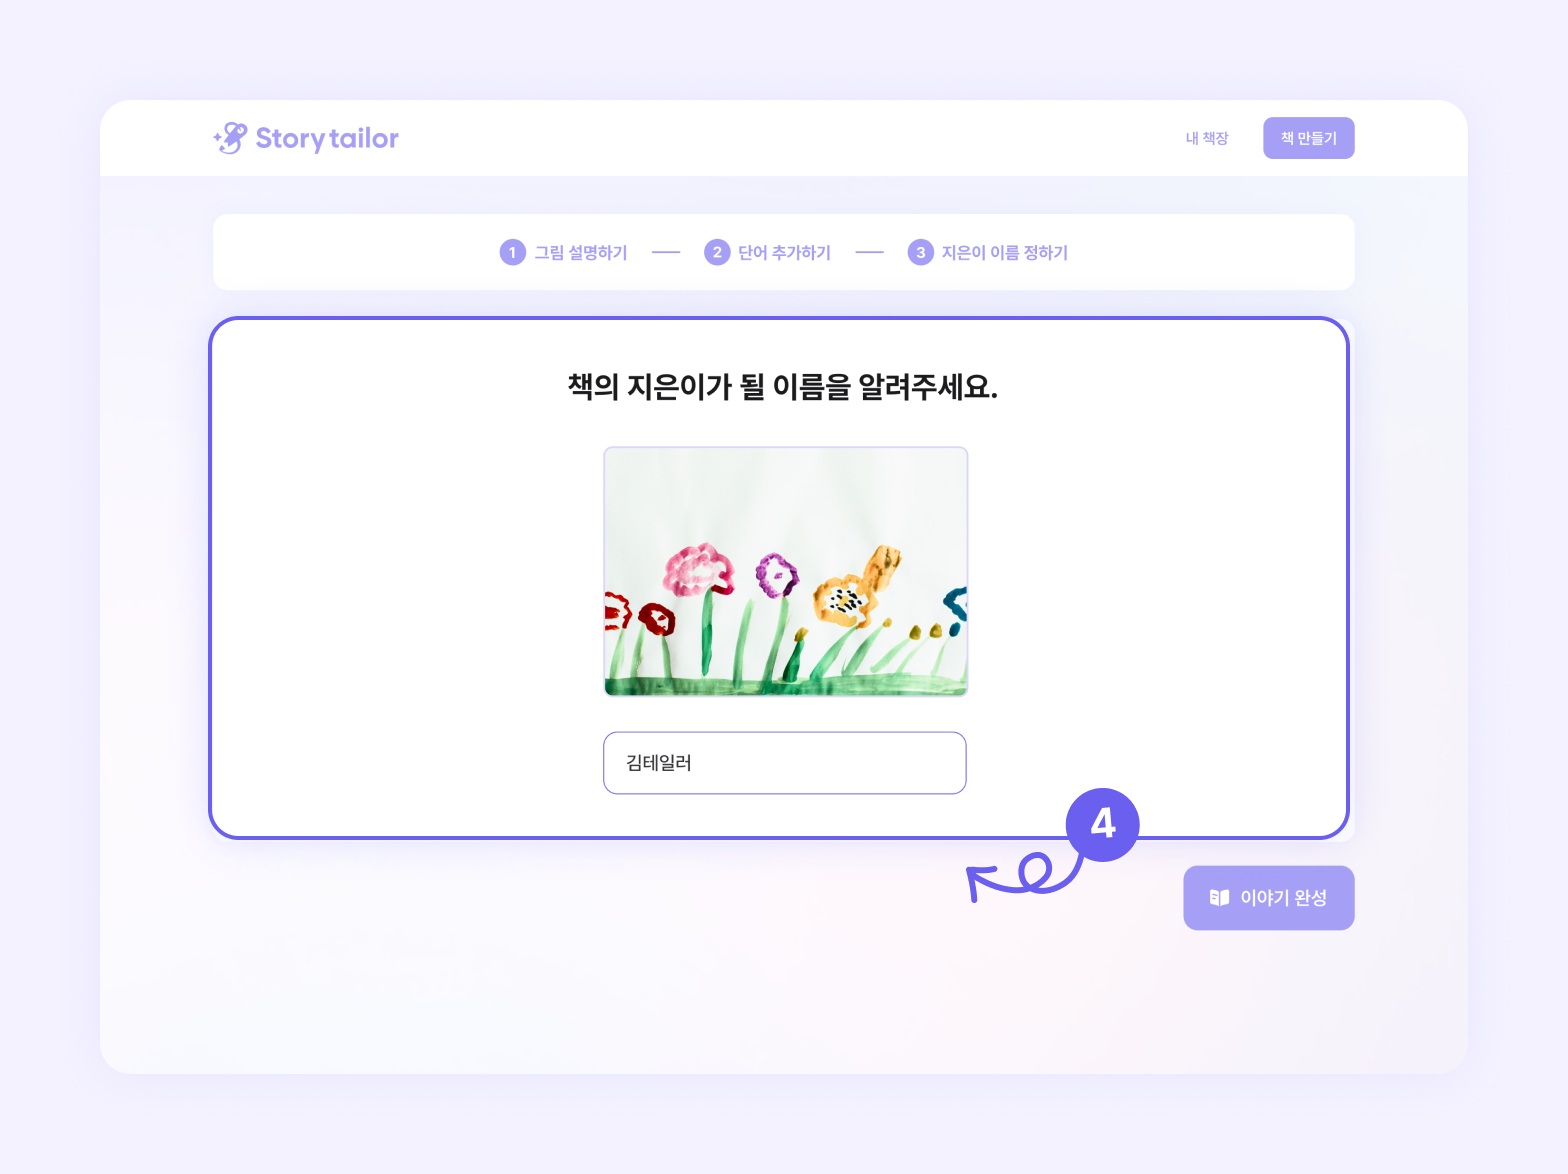 Story tailor
내 책장
책 만들기
1 그림 설명하기
2 단어 추가하기
3 지은이 이름 정하기
책의 지은이가 될 이름을 알려주세요.
김테일러
4
이야기 완성